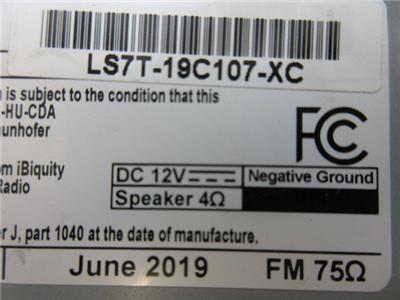 LS7T-19C107-XC
is subject to the condition that this
-HU-CDA
FC
iBiquity
Radio
DC 12V
Negative Ground
Speaker 4Ω
J, part 1040 at the date of manufacture.
June 2019
FM 75Ω